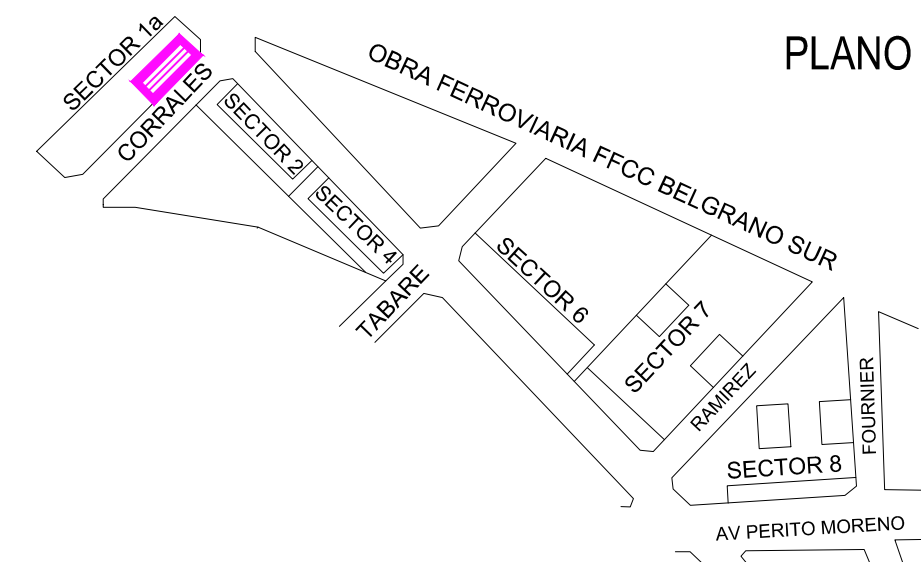 PLANO
SECTOR 1a
CORRALES
OBRA FERROVIARIA FFCC BELGRANO SUR
SECTOR 2
SECTOR 4
TABARE
SECTOR 6
SECTOR 7
RAMIREZ
FOURNIER
SECTOR 8
AV PERITO MORENO